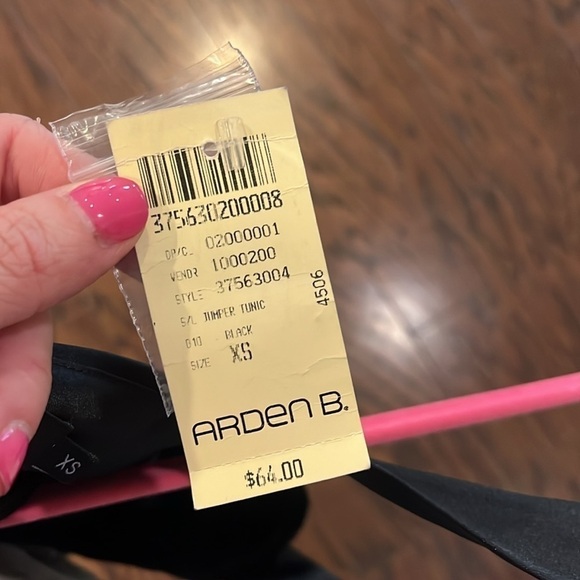 375630200008
DP/CL 02000001
VENDR 1000200
STYLE 37563004
S/L JUMPER TUNIC
010 BLACK
SIZE XS
4506
ARDEN B.
$64.00
XS